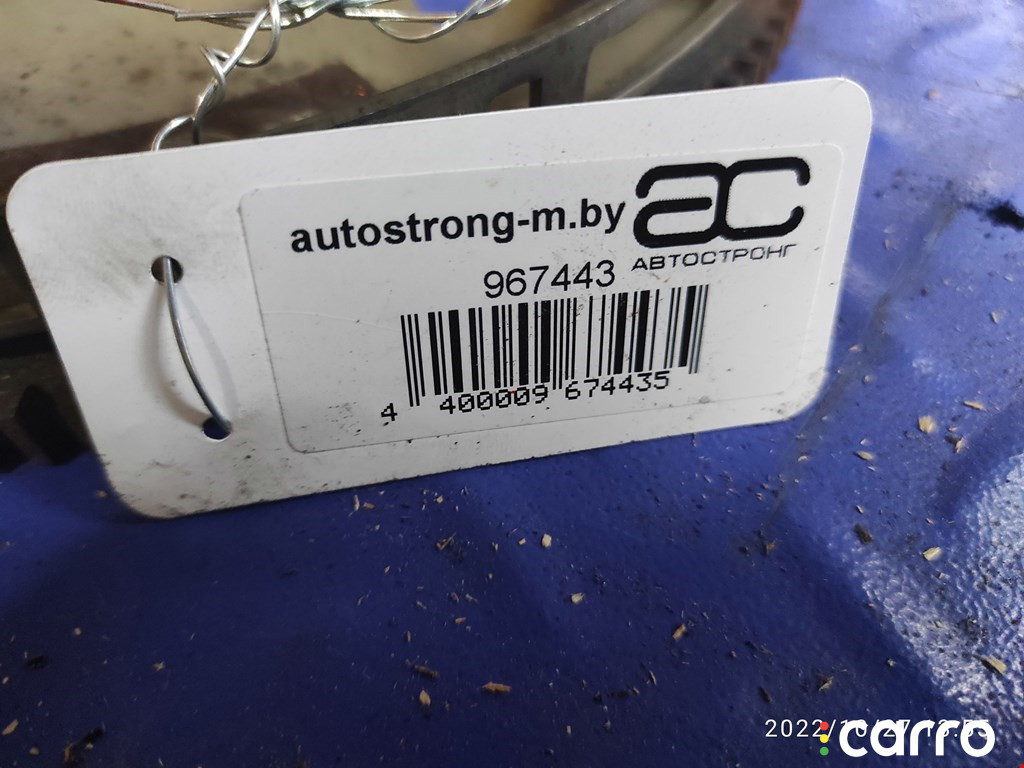 autostrong-m.by
ac
АВТОСТРОНГ
967443
4 400009 674435
carro